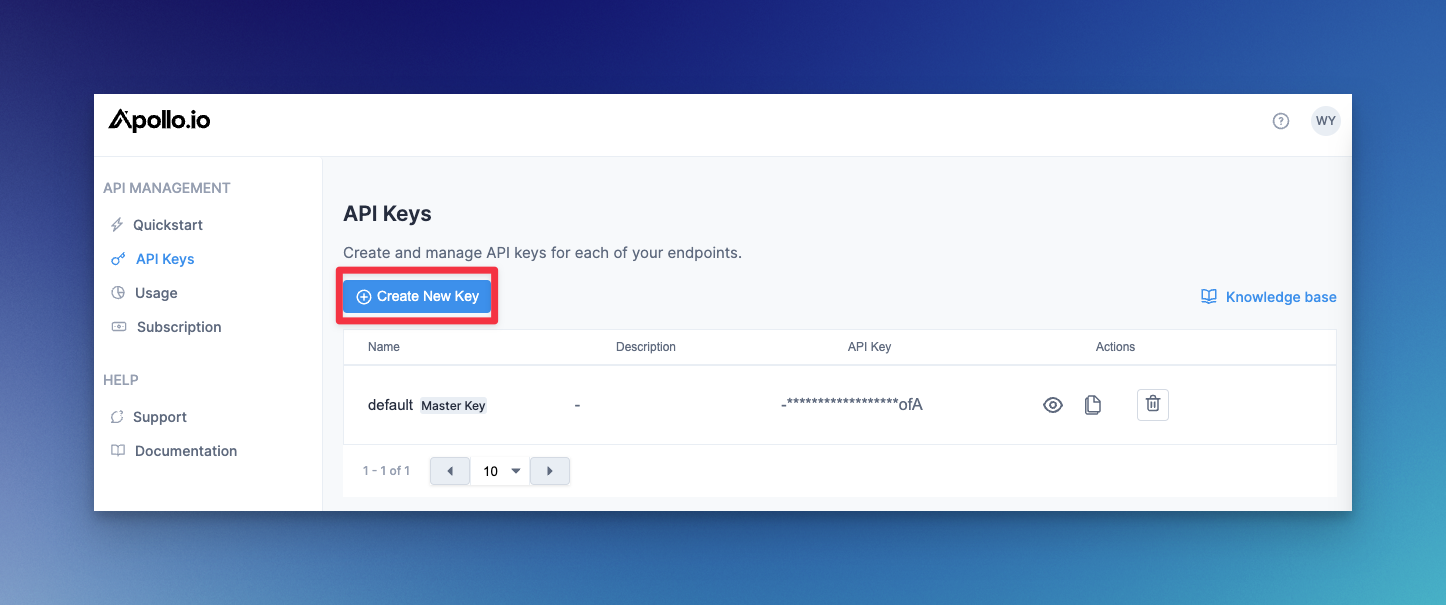 Apollo.io
?
WY
API MANAGEMENT
Quickstart
API Keys
Usage
Subscription
HELP
Support
Documentation
API Keys
Create and manage API keys for each of your endpoints.
Create New Key
Knowledge base
Name Description API Key Actions
default Master Key - -******************ofA
1 - 1 of 1 10